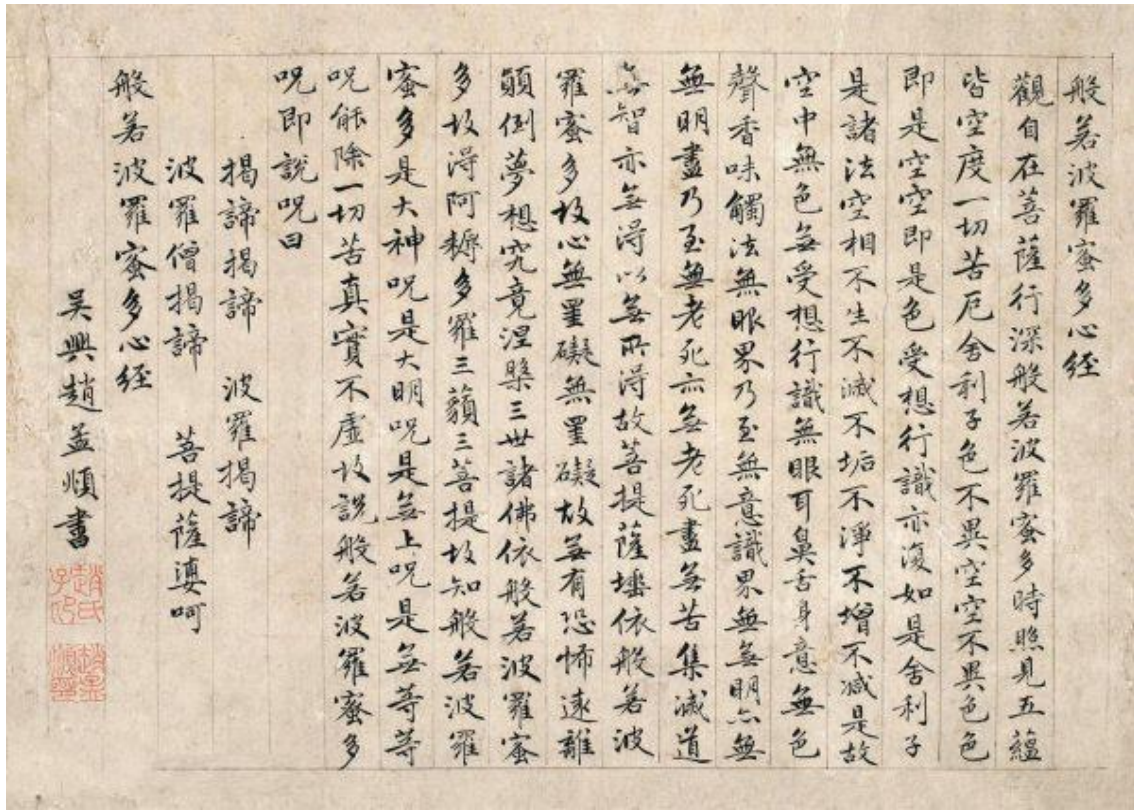 般若波羅蜜多心經
觀自在菩薩行深般若波羅蜜多時照見五蘊
皆空度一切苦厄舍利子色不異空空不異色色
即是空空即是色受想行識亦復如是舍利子
是諸法空相不生不滅不垢不淨不增不減是故
空中無色無受想行識無眼耳鼻舌身意無色
聲香味觸法無眼界乃至無意識界無無明亦無
無明盡乃至無老死亦無老死盡無苦集滅道
無智亦無得以無所得故菩提薩埵依般若波
羅蜜多故心無罣礙無罣礙故無有恐怖遠離
顛倒夢想究竟涅槃三世諸佛依般若波羅蜜
多故得阿耨多羅三藐三菩提故知般若波羅
蜜多是大神呪是大明呪是無上呪是無等等
呪能除一切苦真實不虛故說般若波羅蜜多
呪即說呪曰
揭諦揭諦 波羅揭諦
波羅僧揭諦 菩提薩婆呵
般若波羅蜜多心經
吳興趙孟順書